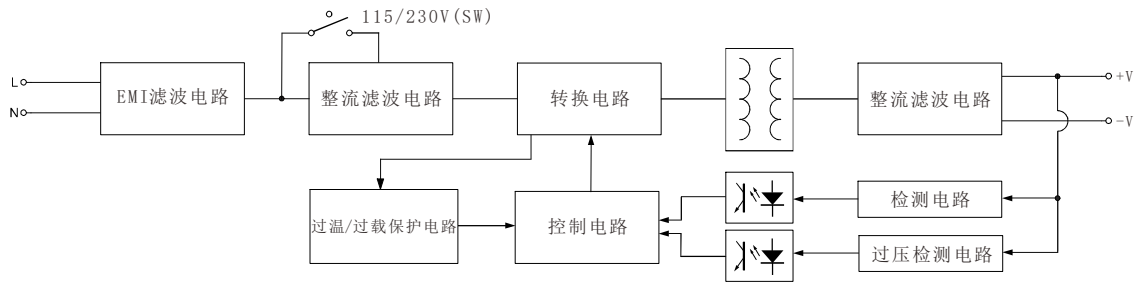 115/230V(SW)
L
N
EMI滤波电路
整流滤波电路
转换电路
整流滤波电路
+V
-V
过温/过载保护电路
控制电路
检测电路
过压检测电路